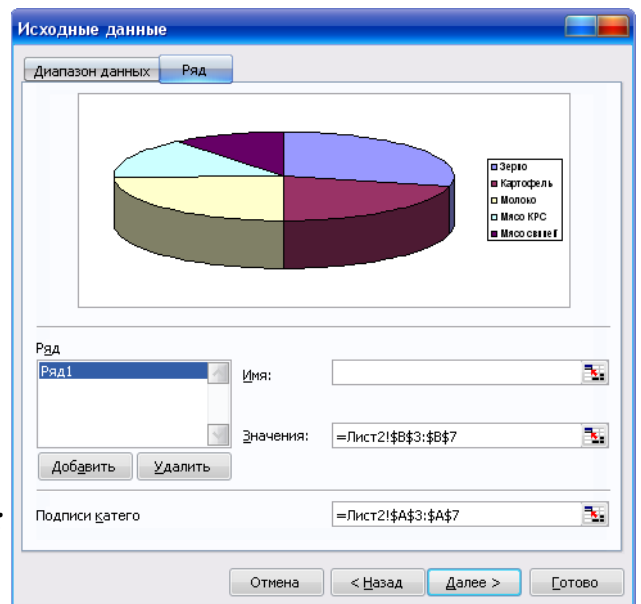 Исходные данные
Диапазон данных Ряд
Зерно
Картофель
Молоко
Мясо КРС
Мясо свиней
Ряд
Ряд1
Имя:
Значения: =Лист2!$B$3:$B$7
Добавить Удалить
Подписи катего =Лист2!$A$3:$A$7
Отмена < Назад Далее > Готово